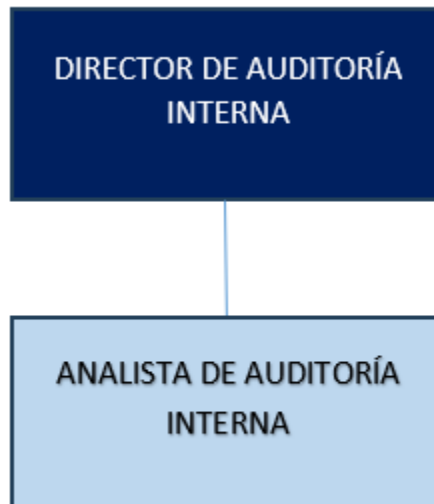 DIRECTOR DE AUDITORÍA
INTERNA
ANALISTA DE AUDITORÍA
INTERNA